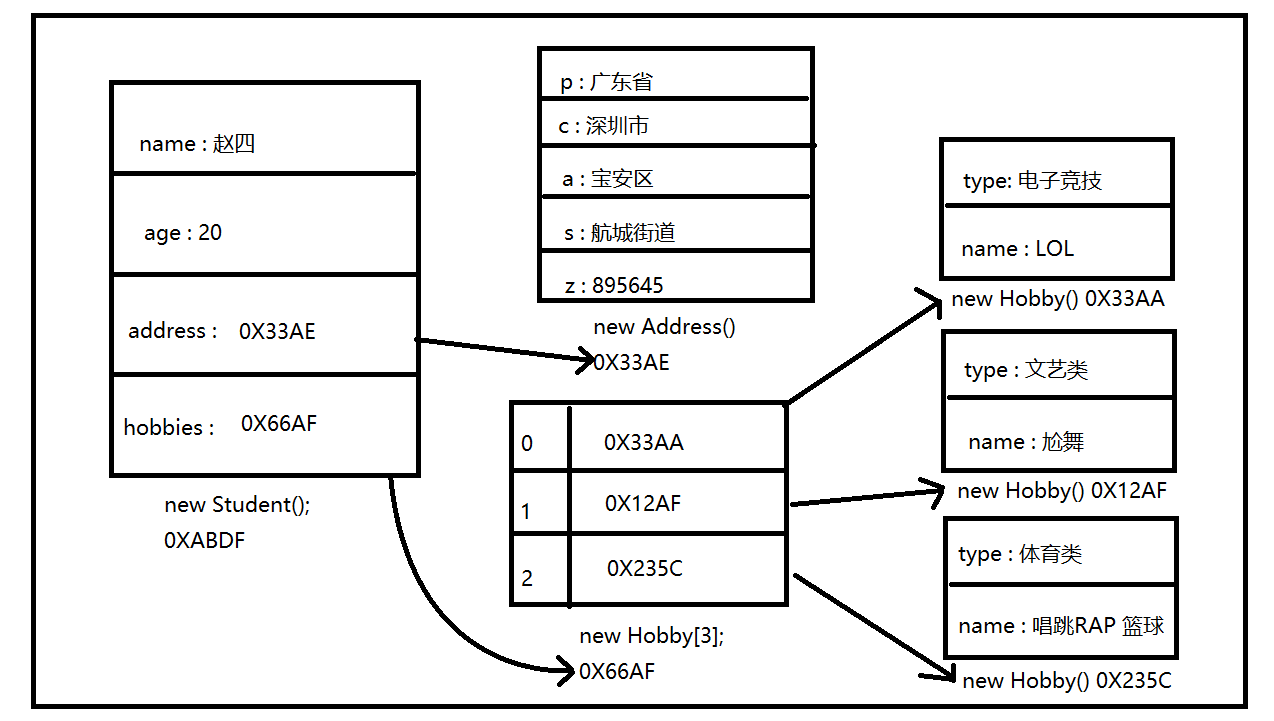 name : 赵四
age : 20
address : 0X33AE
hobbies : 0X66AF
new Student();
0XABDF
p : 广东省
c : 深圳市
a : 宝安区
s : 航城街道
z : 895645
new Address()
0X33AE
0 0X33AA
1 0X12AF
2 0X235C
new Hobby[3];
0X66AF
type: 电子竞技
name : LOL
new Hobby() 0X33AA
type : 文艺类
name : 尬舞
new Hobby() 0X12AF
type : 体育类
name : 唱跳RAP 篮球
new Hobby() 0X235C